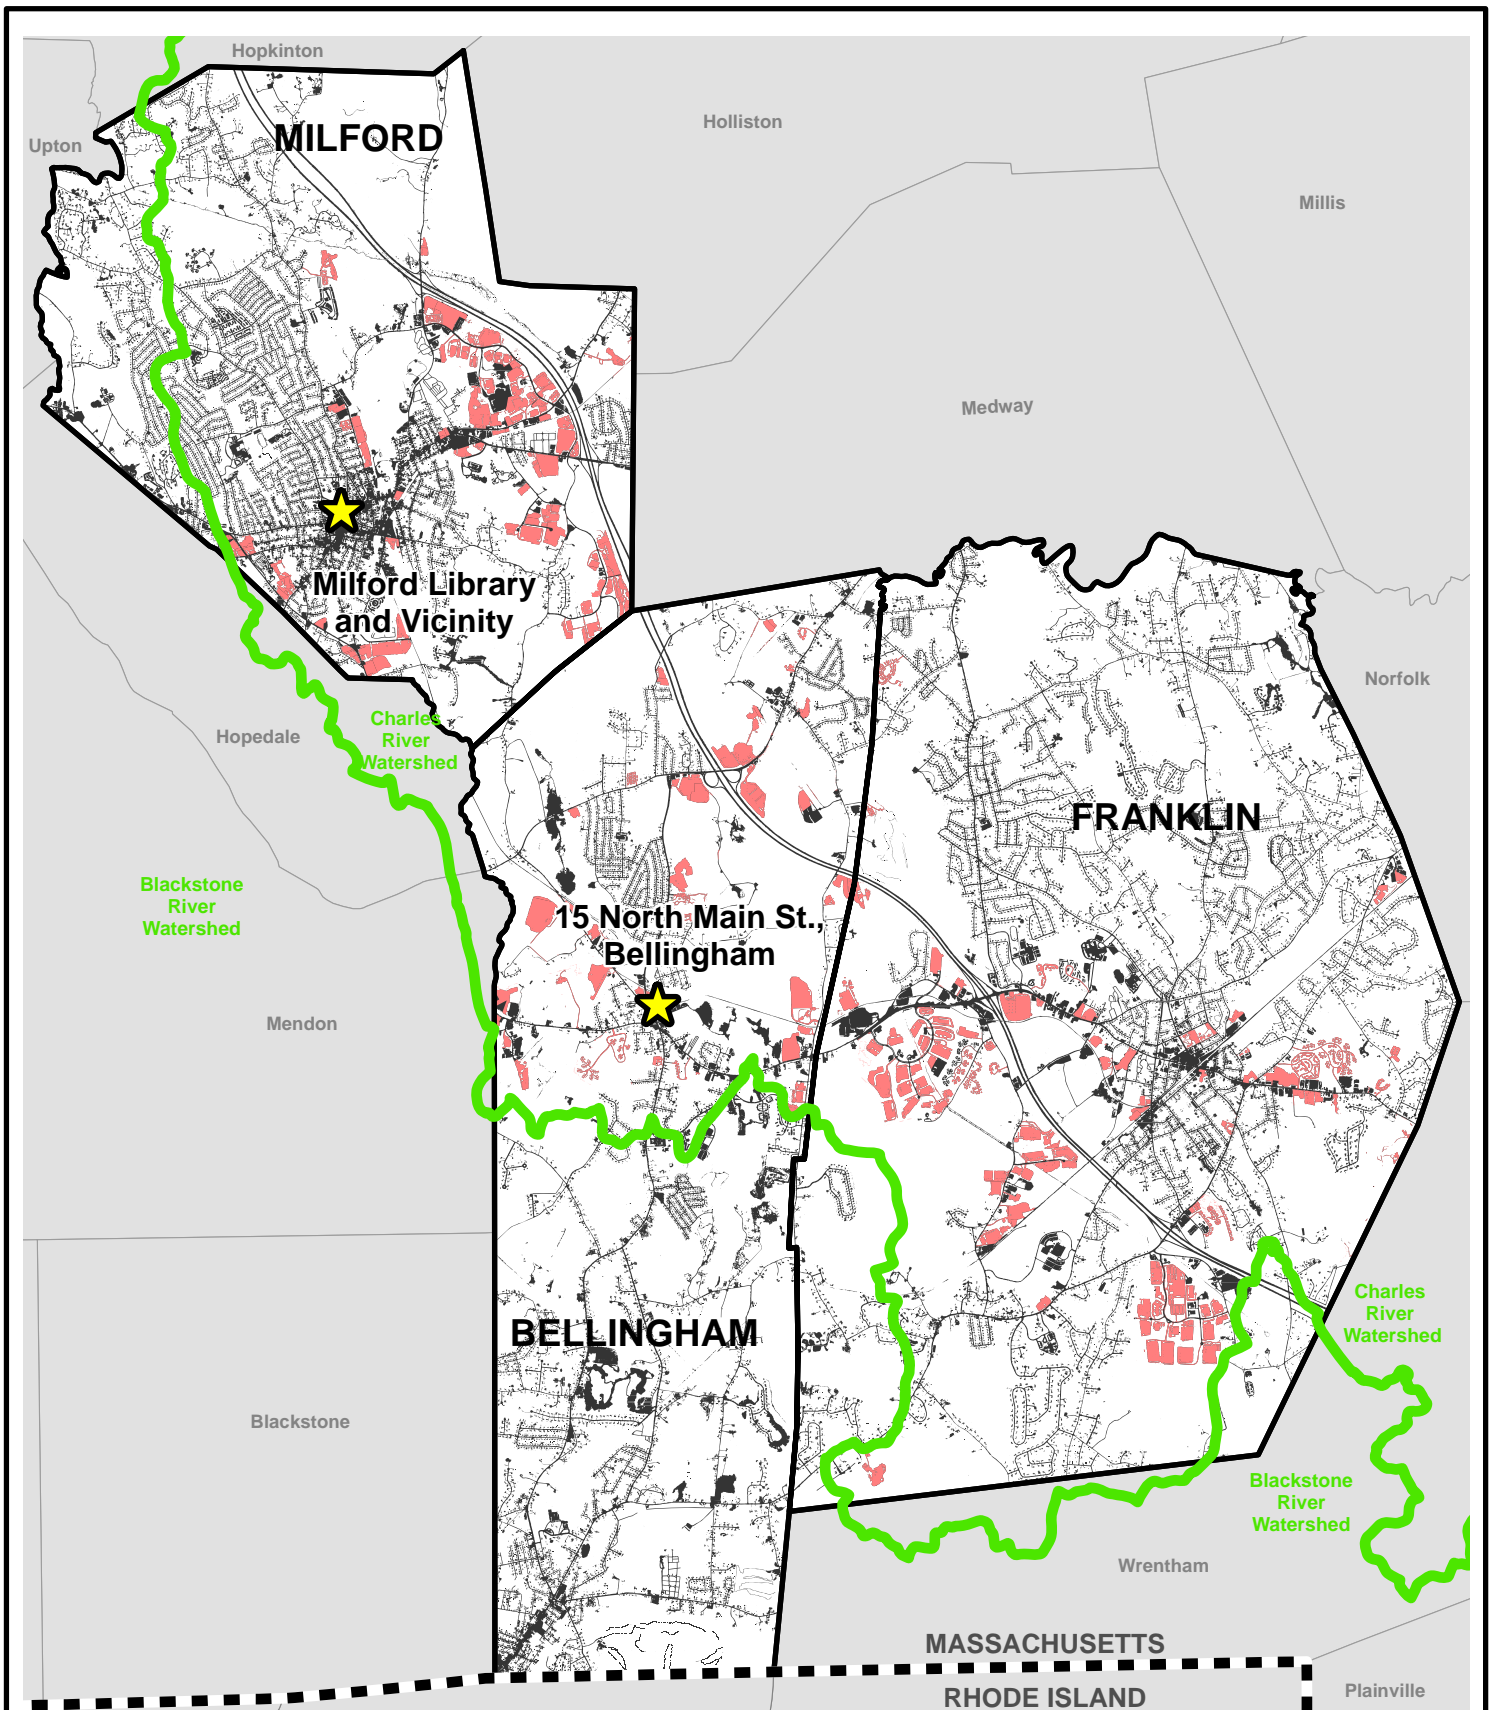 Hopkinton
Holliston
MILFORD
Upton
Millis
Medway
Milford Library
and Vicinity
Norfolk
Hopedale
Charles
River
Watershed
FRANKLIN
Blackstone
River
Watershed
15 North Main St.,
Bellingham
Mendon
Charles
River
Watershed
BELLINGHAM
Blackstone
Blackstone
River
Watershed
Wrentham
MASSACHUSETTS
RHODE ISLAND
Plainville